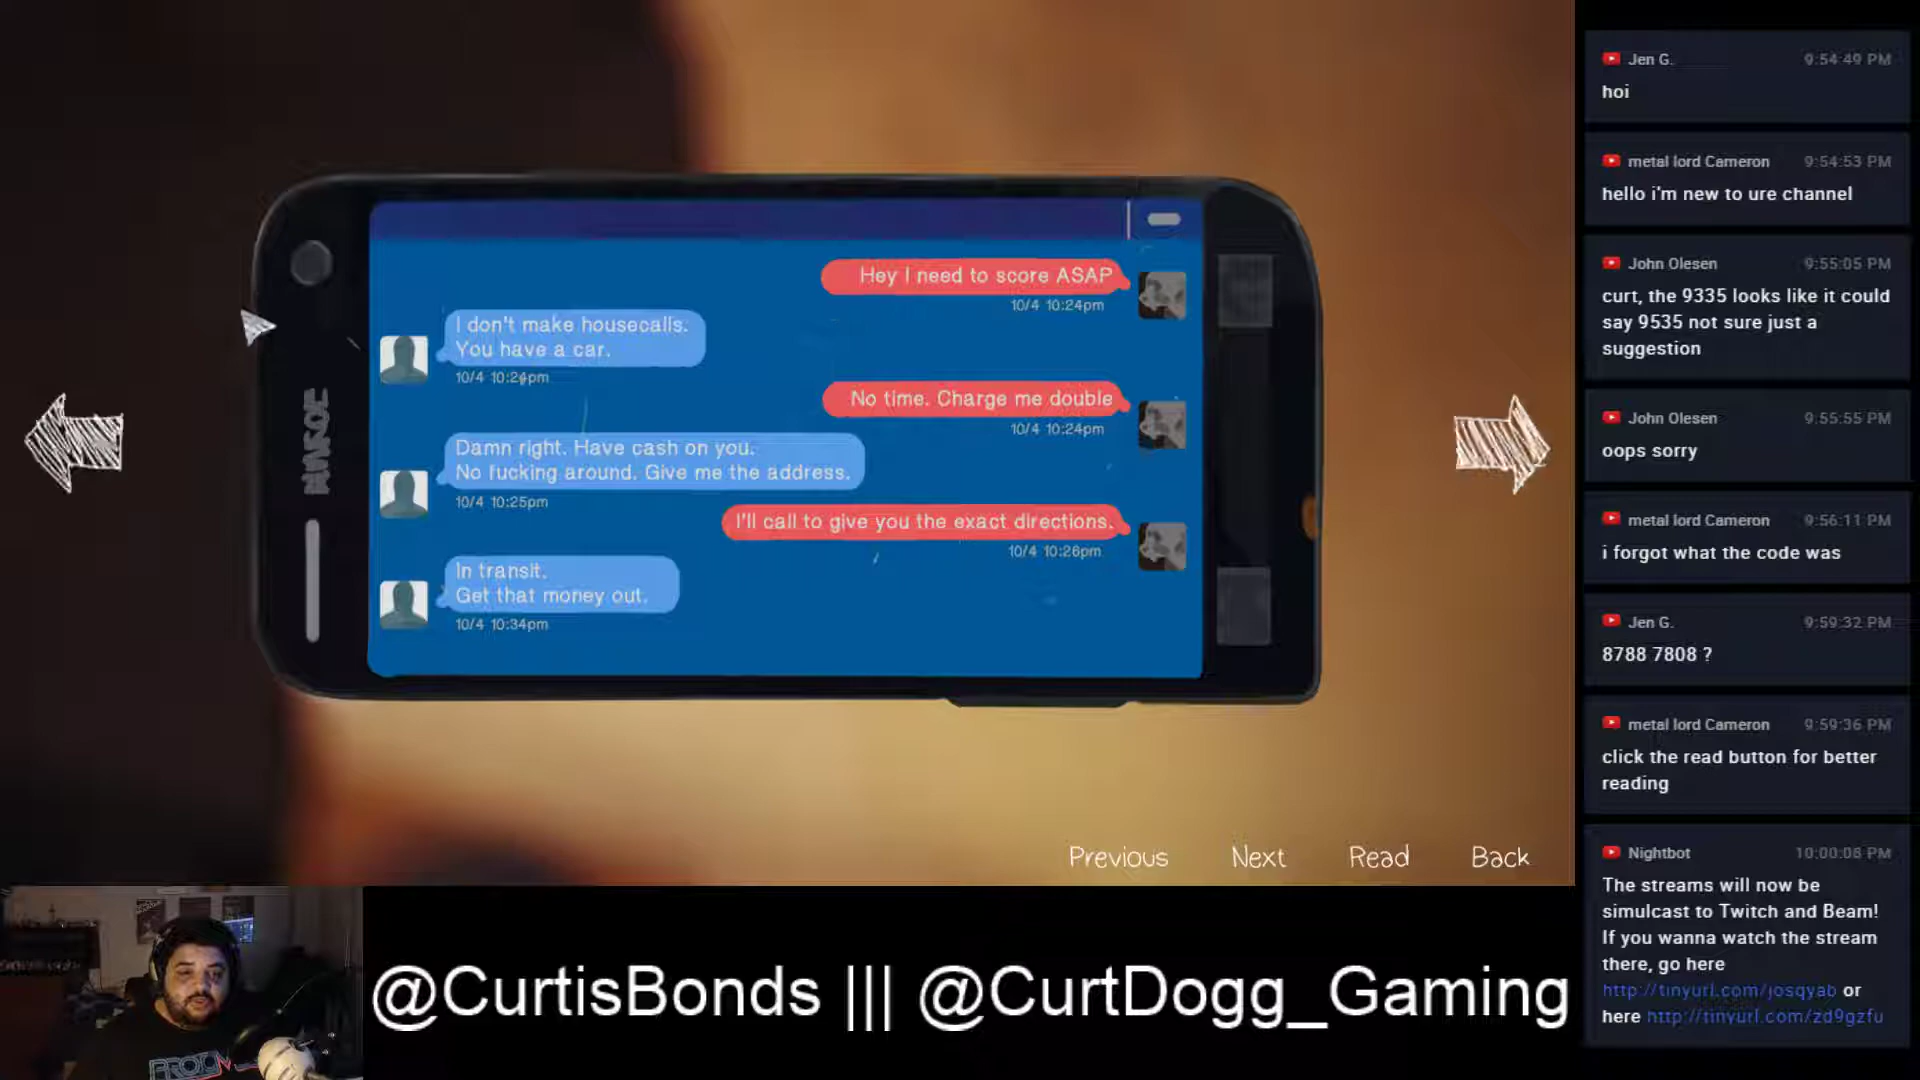 Hey I need to score ASAP
10/4 10:24pm
I don't make housecalls.
You have a car.
10/4 10:24pm
No time. Charge me double
10/4 10:24pm
Damn right. Have cash on you.
No fucking around. Give me the address.
10/4 10:25pm
I'll call to give you the exact directions.
10/4 10:26pm
In transit.
Get that money out.
10/4 10:34pm
Previous Next Read Back
@CurtisBonds ||| @CurtDogg_Gaming
Jen G. 9:54:49 PM
hoi
metal lord Cameron 9:54:53 PM
hello i'm new to ure channel
John Olesen 9:55:05 PM
curt, the 9335 looks like it could
say 9535 not sure just a
suggestion
John Olesen 9:55:55 PM
oops sorry
metal lord Cameron 9:56:11 PM
i forgot what the code was
Jen G. 9:59:32 PM
8788 7808 ?
metal lord Cameron 9:59:36 PM
click the read button for better
reading
Nightbot 10:00:08 PM
The streams will now be
simulcast to Twitch and Beam!
If you wanna watch the stream
there, go here
http://tinyurl.com/josqyab or
here http://tinyurl.com/zd9gzfu